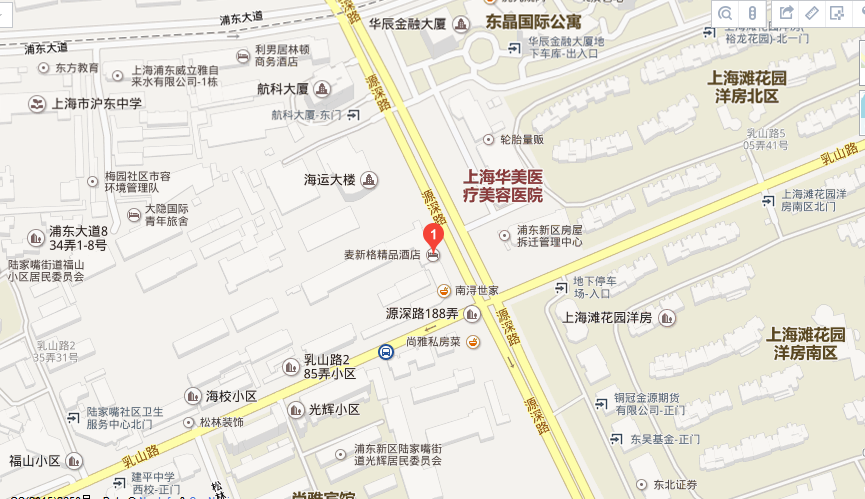 浦东大道
华辰金融大厦
东晶国际公寓
浦东大道
利男居林顿
商务酒店
华辰金融大厦地
下车库-出入口
裕龙花园)-北一门
东方教育
上海浦东威立雅自
来水有限公司-1栋
源深路
上海滩花园
洋房北区
航科大厦
上海市沪东中学
航科大厦-东门
轮胎量贩
乳山路5
05弄41号
乳山路
梅园社区市容
环境管理队
海运大楼
上海华美医
疗美容医院
源深路
上海滩花园洋
房南区北门
大隐国际
青年旅舍
浦东大道8
34弄1-8号
浦东新区房屋
拆迁管理中心
1
麦新格精品酒店
陆家嘴街道福山
小区居民委员会
地下停车
场-入口
南浔世家
源深路188弄
源深路
上海滩花园洋房
上海滩花园
洋房南区
乳山路2
35弄31号
尚雅私房菜
乳山路2
85弄小区
海校小区
光辉小区
铜冠金源期货
有限公司-正门
源深路
陆家嘴社区卫生
服务中心北门
松林装饰
东吴基金-正门
乳山路
福山小区
浦东新区陆家嘴街
道光辉居民委员会
建平中学
西校-正门
松林
东北证券
尚雅宾馆